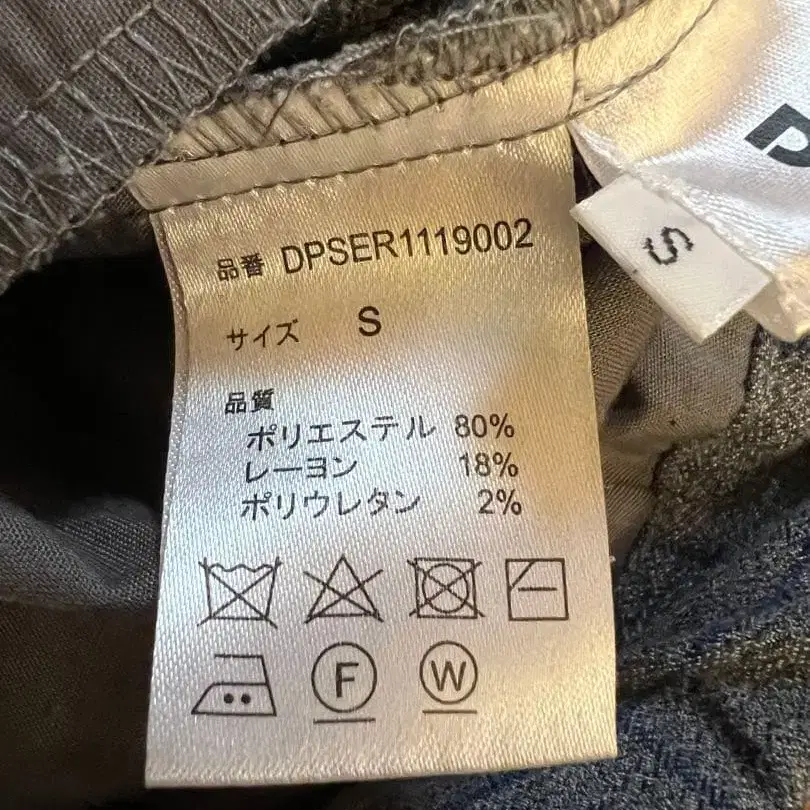 品番 DPSER1119002
サイズ S
品質
ポリエステル 80%
レーヨン 18%
ポリウレタン 2%
F W
S